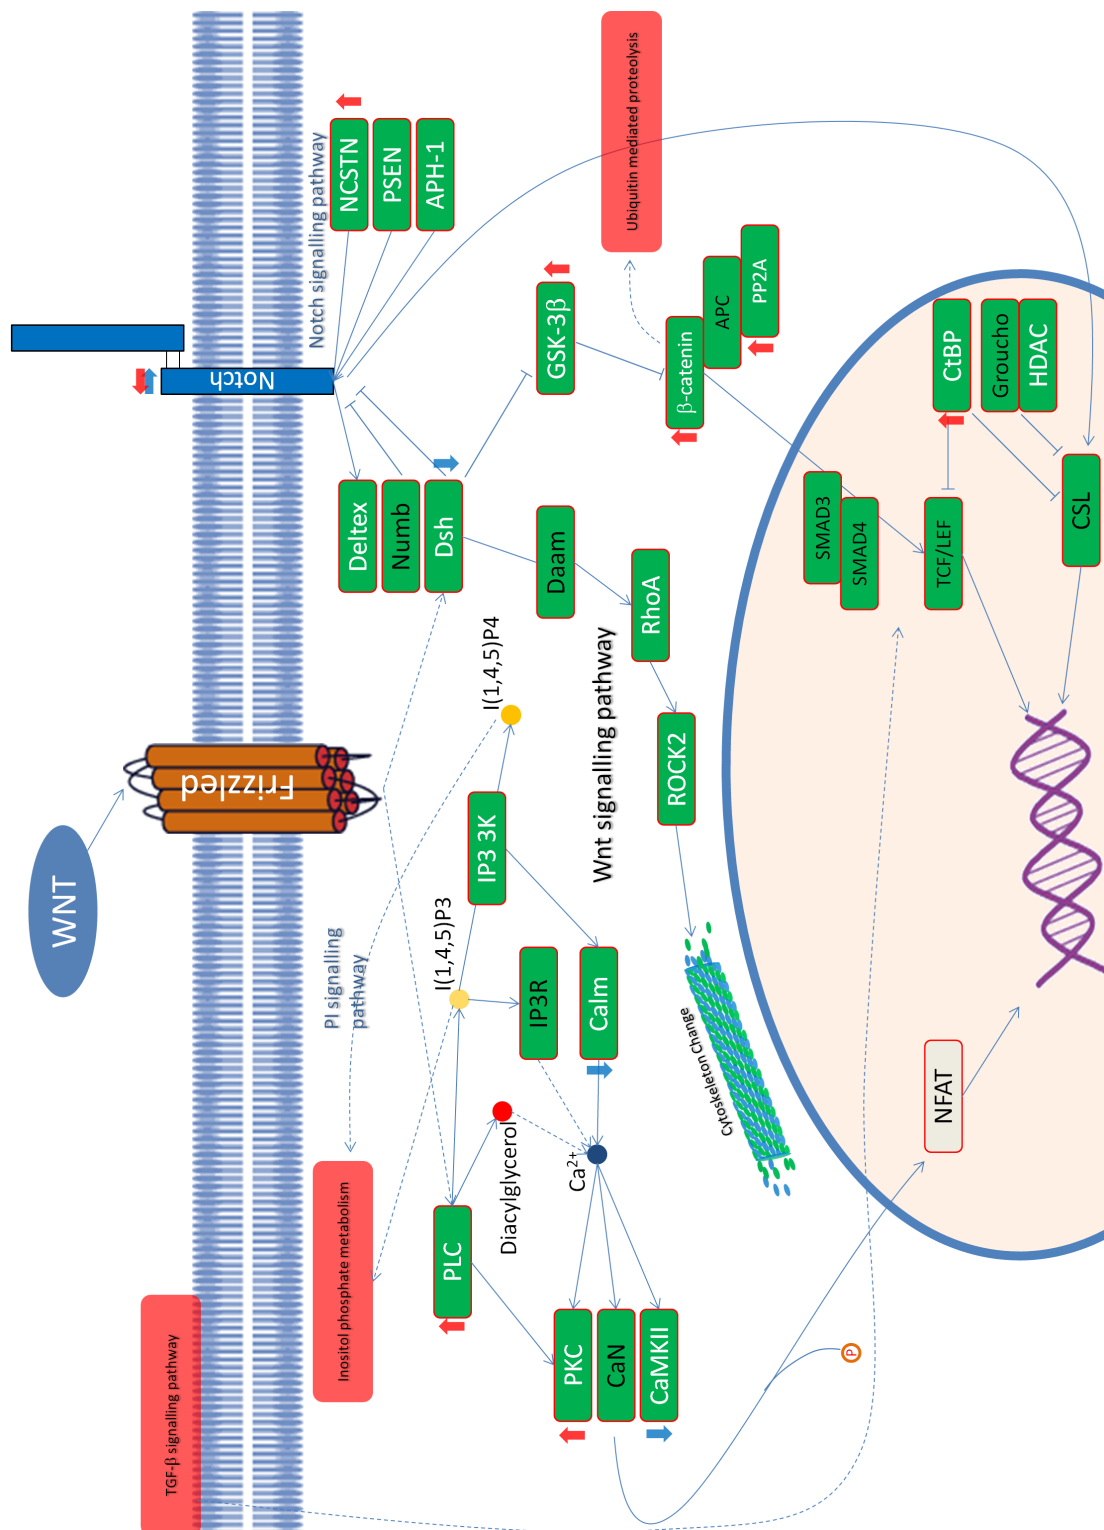 WNT
Frizzled
Notch
TGF-β signalling pathway
Inositol phosphate metabolism
PI signalling
pathway
Notch signalling pathway
NCSTN
PSEN
APH-1
Deltex
Numb
Dsh
I(1,4,5)P4
I(1,4,5)P3
IP3 3K
PLC
Diacylglycerol
IP3R
Calm
Ca²⁺
PKC
CaN
CaMKII
Daam
RhoA
ROCK2
Wnt signalling pathway
Cytoskeleton Change
GSK-3β
Ubiquitin mediated proteolysis
β-catenin
APC
PP2A
SMAD3
SMAD4
TCF/LEF
CtBP
Groucho
HDAC
CSL
NFAT
P